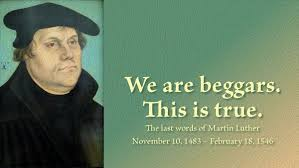 We are beggars.
This is true.
The last words of Martin Luther
November 10, 1483 – February 18, 1546